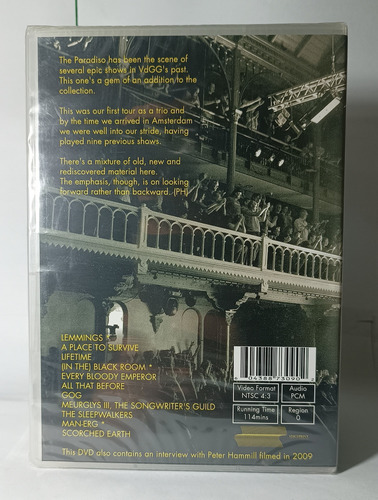 The Paradiso has been the scene of
several epic shows in VdGG's past.
This one's a gem of an addition to the
collection.
This was our first tour as a trio and
by the time we arrived in Amsterdam
we were well into our stride, having
played nine previous shows.
There's a mixture of old, new and
rediscovered material here.
The emphasis, though, is on looking
forward rather than backward. (PH)
LEMMINGS *
A PLACE TO SURVIVE
LIFETIME
(IN THE) BLACK ROOM *
EVERY BLOODY EMPEROR
ALL THAT BEFORE
GOG
MEURGLYS III, THE SONGWRITER'S GUILD
THE SLEEPWALKERS
MAN-ERG *
SCORCHED EARTH
Video Format
NTSC 4:3
Audio
PCM
Running Time
114mins
Region
0
This DVD also contains an interview with Peter Hammill filmed in 2009